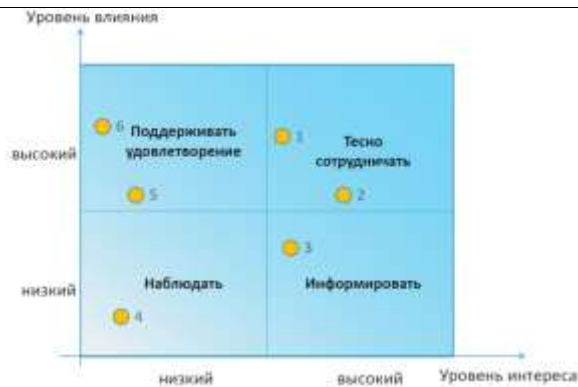 Уровень влияния
6 Поддерживать
удовлетворение
1 Тесно
сотрудничать
высокий
5
2
3
Наблюдать
Информировать
низкий
4
низкий
высокий
Уровень интереса